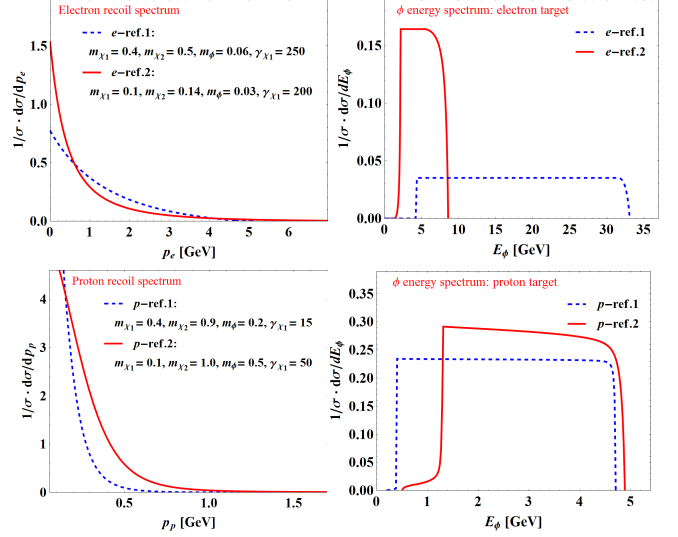 Electron recoil spectrum
e−ref.1:
mχ1 = 0.4, mχ2 = 0.5, mϕ = 0.06, γχ1 = 250
e−ref.2:
mχ1 = 0.1, mχ2 = 0.14, mϕ = 0.03, γχ1 = 200
1/σ · dσ/dpe
1.5
1.0
0.5
0.0
0 1 2 3 4 5 6
pe [GeV]
ϕ energy spectrum: electron target
e−ref.1
e−ref.2
1/σ · dσ/dEϕ
0.15
0.10
0.05
0.00
0 5 10 15 20 25 30 35
Eϕ [GeV]
Proton recoil spectrum
p−ref.1:
mχ1 = 0.4, mχ2 = 0.9, mϕ = 0.2, γχ1 = 15
p−ref.2:
mχ1 = 0.1, mχ2 = 1.0, mϕ = 0.5, γχ1 = 50
1/σ · dσ/dpp
4
3
2
1
0
0.5 1.0 1.5
pp [GeV]
ϕ energy spectrum: proton target
p−ref.1
p−ref.2
1/σ · dσ/dEϕ
0.35
0.30
0.25
0.20
0.15
0.10
0.05
0.00
0 1 2 3 4 5
Eϕ [GeV]